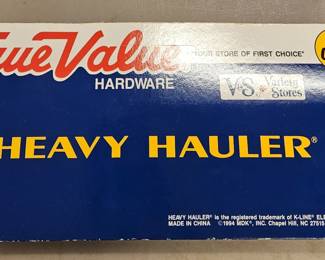 True Value
HARDWARE
"YOUR STORE OF FIRST CHOICE"
V&S Variety Stores
HEAVY HAULER®
HEAVY HAULER® is the registered trademark of K-LINE ELE
MADE IN CHINA ©1994 MDK®, INC. Chapel Hill, NC 27515